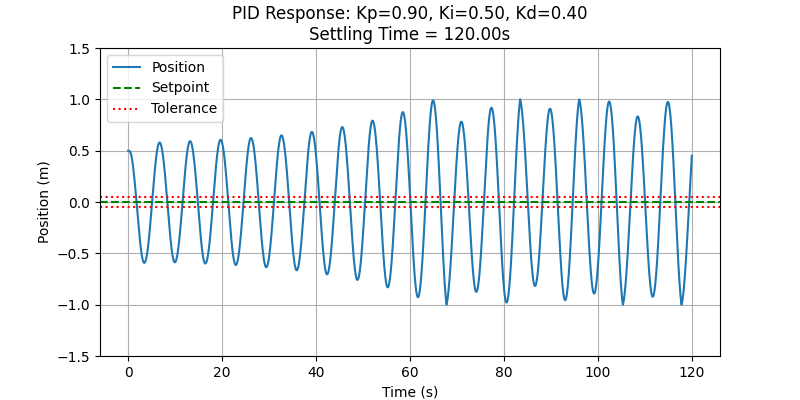 PID Response: Kp=0.90, Ki=0.50, Kd=0.40
Settling Time = 120.00s
1.5
1.0
0.5
0.0
−0.5
−1.0
−1.5
Position (m)
Position
Setpoint
Tolerance
0 20 40 60 80 100 120
Time (s)